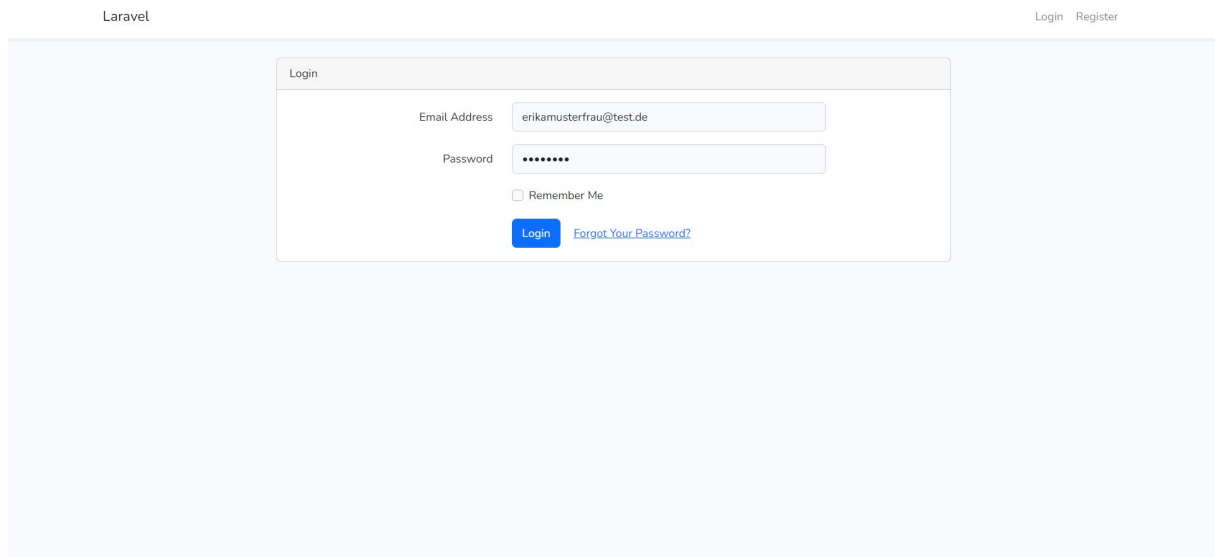 Laravel Login Register
Login
Email Address erikamusterfrau@test.de
Password ••••••••
Remember Me
Login Forgot Your Password?